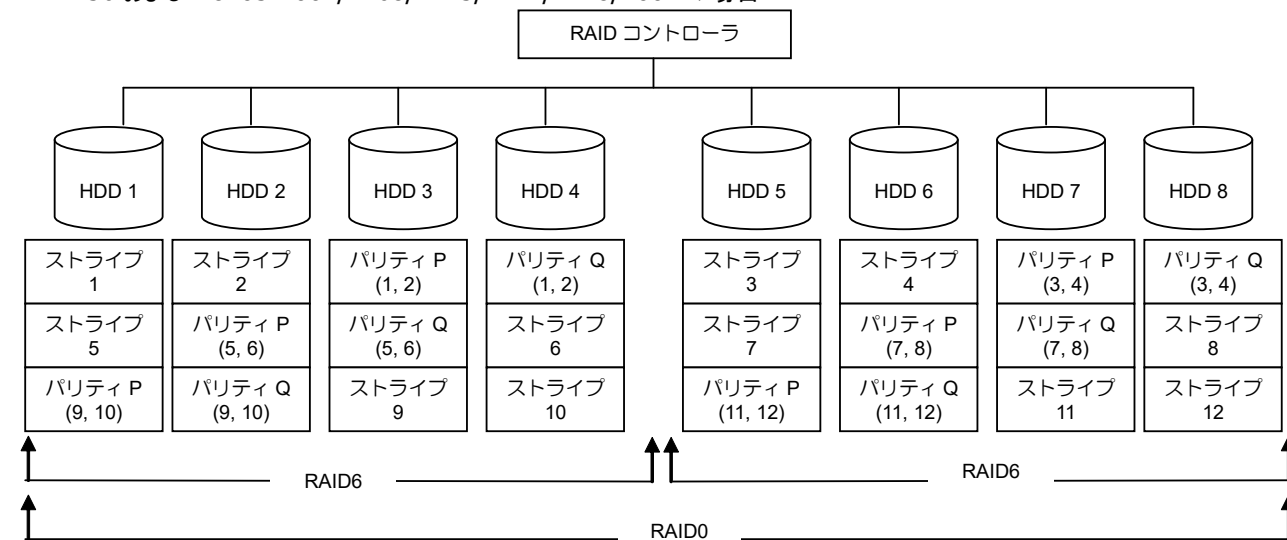 RAID コントローラ
HDD 1
HDD 2
HDD 3
HDD 4
HDD 5
HDD 6
HDD 7
HDD 8
ストライプ
1
ストライプ
2
パリティ P
(1, 2)
パリティ Q
(1, 2)
ストライプ
3
ストライプ
4
パリティ P
(3, 4)
パリティ Q
(3, 4)
ストライプ
5
パリティ P
(5, 6)
パリティ Q
(5, 6)
ストライプ
6
ストライプ
7
パリティ P
(7, 8)
パリティ Q
(7, 8)
ストライプ
8
パリティ P
(9, 10)
パリティ Q
(9, 10)
ストライプ
9
ストライプ
10
パリティ P
(11, 12)
パリティ Q
(11, 12)
ストライプ
11
ストライプ
12
RAID6
RAID6
RAID0